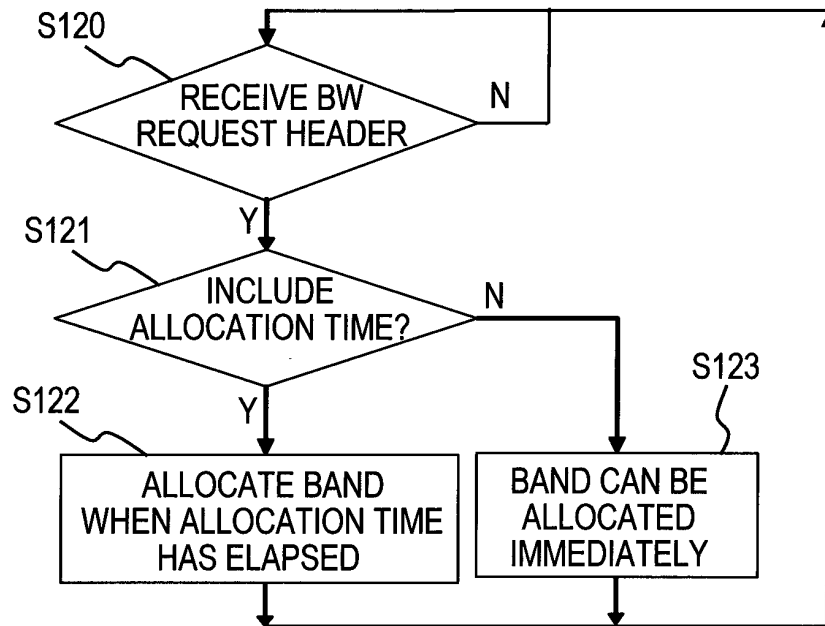 S120
RECEIVE BW
REQUEST HEADER
N
Y
S121
INCLUDE
ALLOCATION TIME?
N
Y
S122
ALLOCATE BAND
WHEN ALLOCATION TIME
HAS ELAPSED
S123
BAND CAN BE
ALLOCATED
IMMEDIATELY